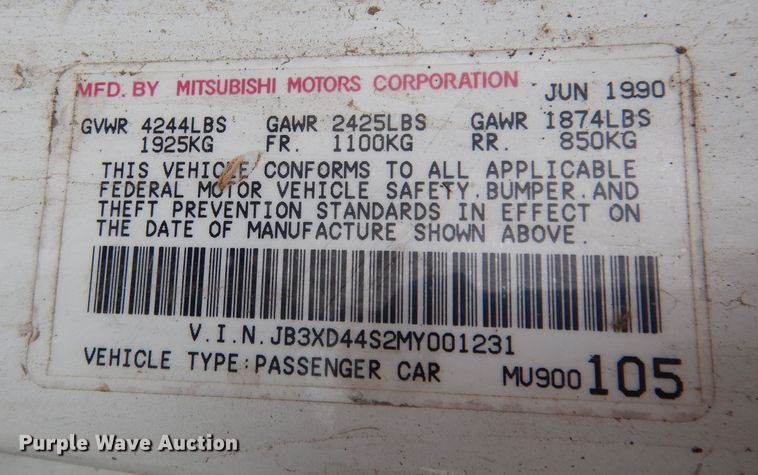 MFD. BY MITSUBISHI MOTORS CORPORATION JUN 1990
GVWR 4244LBS GAWR 2425LBS GAWR 1874LBS
1925KG FR. 1100KG RR. 850KG
THIS VEHICLE CONFORMS TO ALL APPLICABLE
FEDERAL MOTOR VEHICLE SAFETY.BUMPER.AND
THEFT PREVENTION STANDARDS IN EFFECT ON
THE DATE OF MANUFACTURE SHOWN ABOVE.
V.I.N.JB3XD44S2MY001231
VEHICLE TYPE:PASSENGER CAR MU900 105
Purple Wave Auction